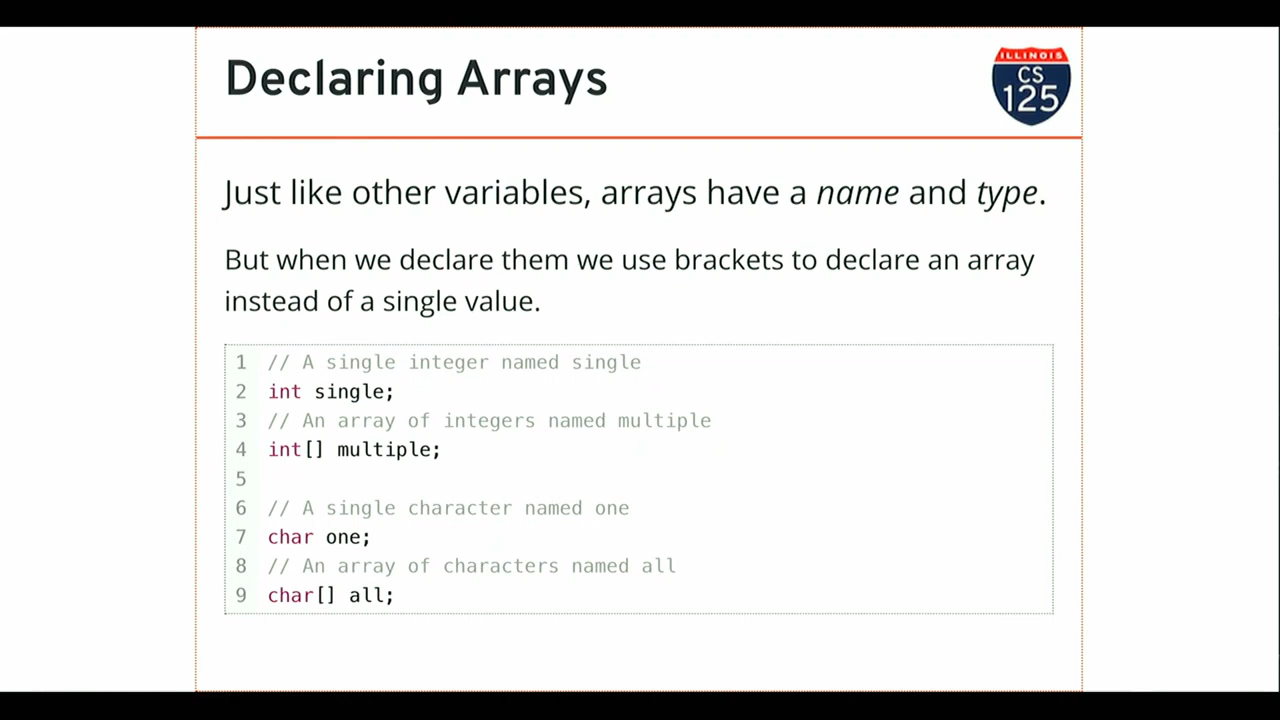 Declaring Arrays
ILLINOIS
CS
125
Just like other variables, arrays have a name and type.
But when we declare them we use brackets to declare an array
instead of a single value.
1 // A single integer named single
2 int single;
3 // An array of integers named multiple
4 int[] multiple;
5
6 // A single character named one
7 char one;
8 // An array of characters named all
9 char[] all;